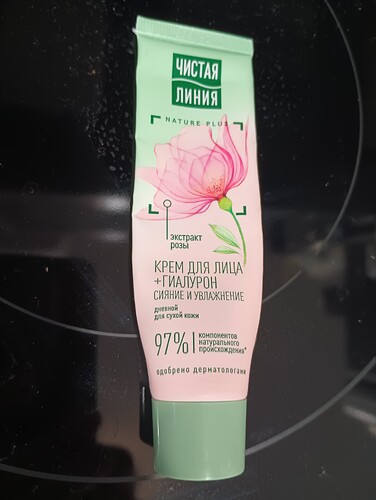 ЧИСТАЯ
ЛИНИЯ
NATURE PLUS
экстракт
розы
КРЕМ ДЛЯ ЛИЦА
+ГИАЛУРОН
СИЯНИЕ И УВЛАЖНЕНИЕ
дневной
для сухой кожи
97% компонентов
натурального
происхождения*
одобрено дерматологами